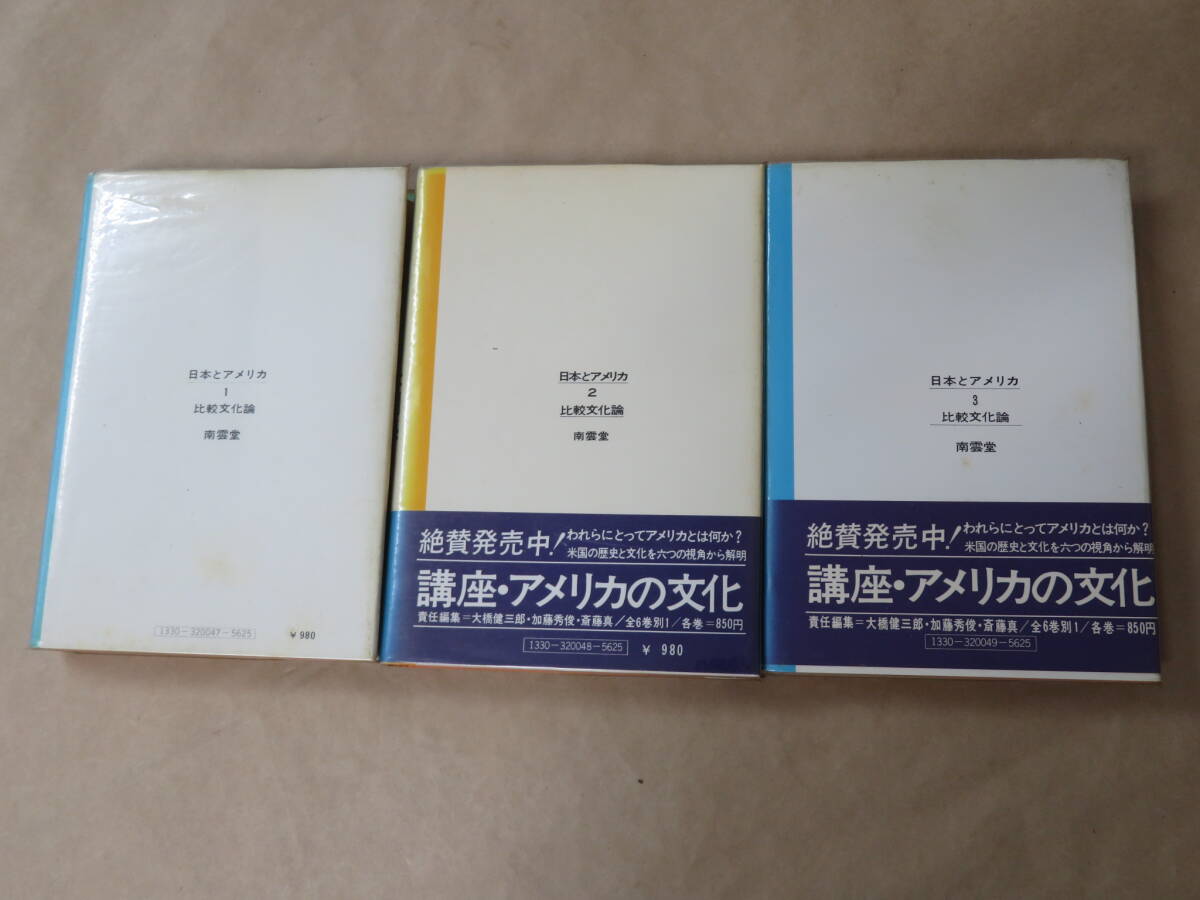 日本とアメリカ
1
比較文化論
南雲堂
1330-320047-5625
¥ 980
日本とアメリカ
2
比較文化論
南雲堂
絶賛発売中!
われらにとってアメリカとは何か?
米国の歴史と文化を六つの視角から解明
講座・アメリカの文化
責任編集=大橋健三郎・加藤秀俊・斎藤真/全6巻別1/各巻=850円
1330-320048-5625
¥ 980
日本とアメリカ
3
比較文化論
南雲堂
絶賛発売中!
われらにとってアメリカとは何か?
米国の歴史と文化を六つの視角から解明
講座・アメリカの文化
責任編集=大橋健三郎・加藤秀俊・斎藤真/全6巻別1/各巻=850円
1330-320049-5625